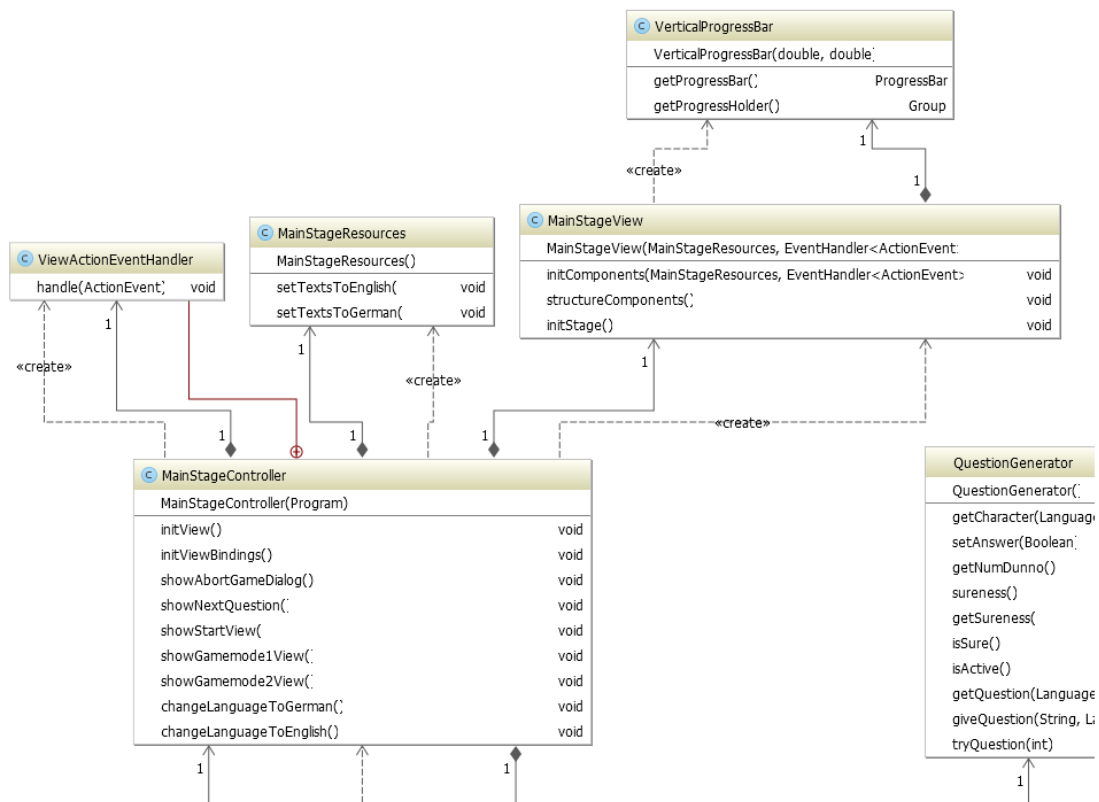 C VerticalProgressBar
VerticalProgressBar(double, double)
getProgressBar() ProgressBar
getProgressHolder() Group
1
«create»
1
C MainStageView
MainStageView(MainStageResources, EventHandler<ActionEvent
initComponents(MainStageResources, EventHandler<ActionEvent> void
structureComponents() void
initStage() void
C MainStageResources
MainStageResources()
setTextsToEnglish( void
setTextsToGerman( void
C ViewActionEventHandler
handle(ActionEvent) void
1
1
1
«create»
«create»
«create»
1
1
1
C MainStageController
MainStageController(Program)
initView() void
initViewBindings() void
showAbortGameDialog() void
showNextQuestion() void
showStartView( void
showGamemode1View() void
showGamemode2View() void
changeLanguageToGerman() void
changeLanguageToEnglish() void
1
1
QuestionGenerator
QuestionGenerator()
getCharacter(Language
setAnswer(Boolean)
getNumDunno()
sureness()
getSureness(
isSure()
isActive()
getQuestion(Language
giveQuestion(String, La
tryQuestion(int)
1